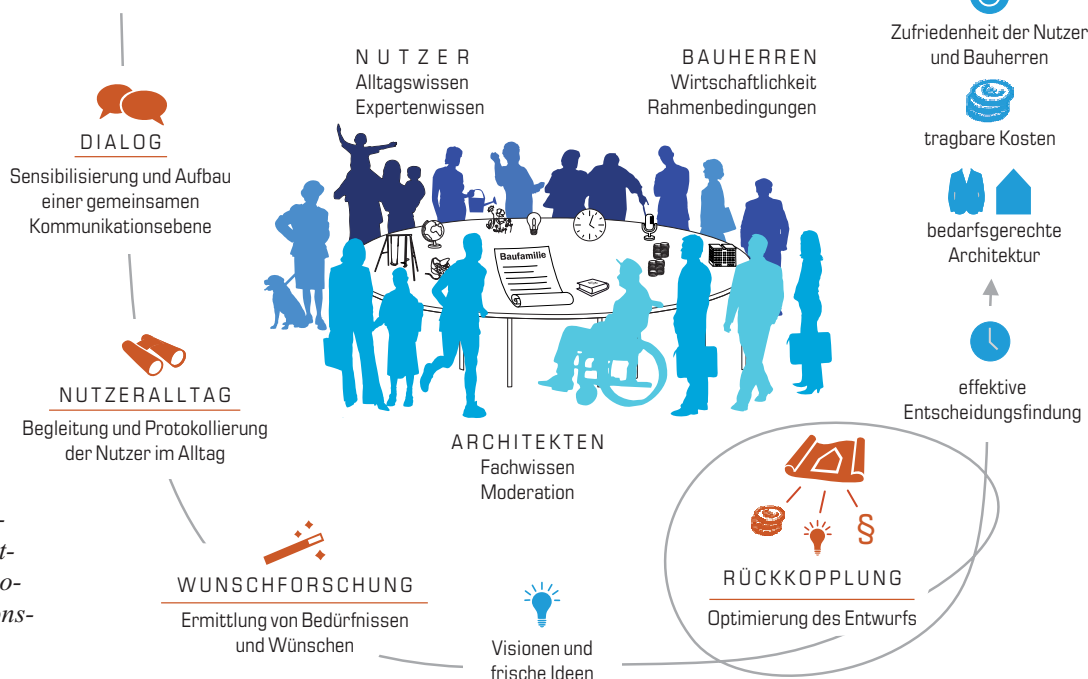 DIALOG
Sensibilisierung und Aufbau
einer gemeinsamen
Kommunikationsebene
NUTZERALLTAG
Begleitung und Protokollierung
der Nutzer im Alltag
-
t-
o-
ns-
WUNSCHFORSCHUNG
Ermittlung von Bedürfnissen
und Wünschen
Visionen und
frische Ideen
NUTZER
Alltagswissen
Expertenwissen
BAUHERREN
Wirtschaftlichkeit
Rahmenbedingungen
Baufamilie
ARCHITEKTEN
Fachwissen
Moderation
§
RÜCKKOPPLUNG
Optimierung des Entwurfs
effektive
Entscheidungsfindung
bedarfsgerechte
Architektur
tragbare Kosten
Zufriedenheit der Nutzer
und Bauherren